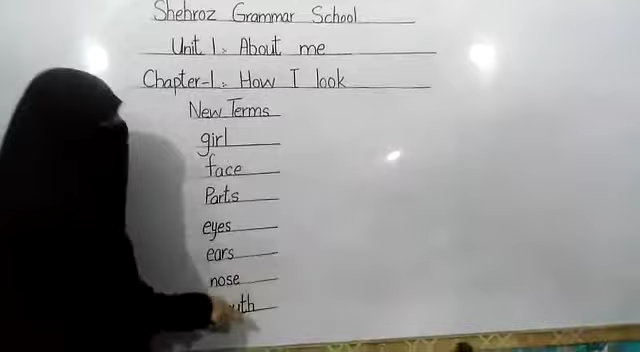 Shehroz Grammar School
Unit 1: About me
Chapter-1: How I look
New Terms
girl
face
Parts
eyes
ears
nose